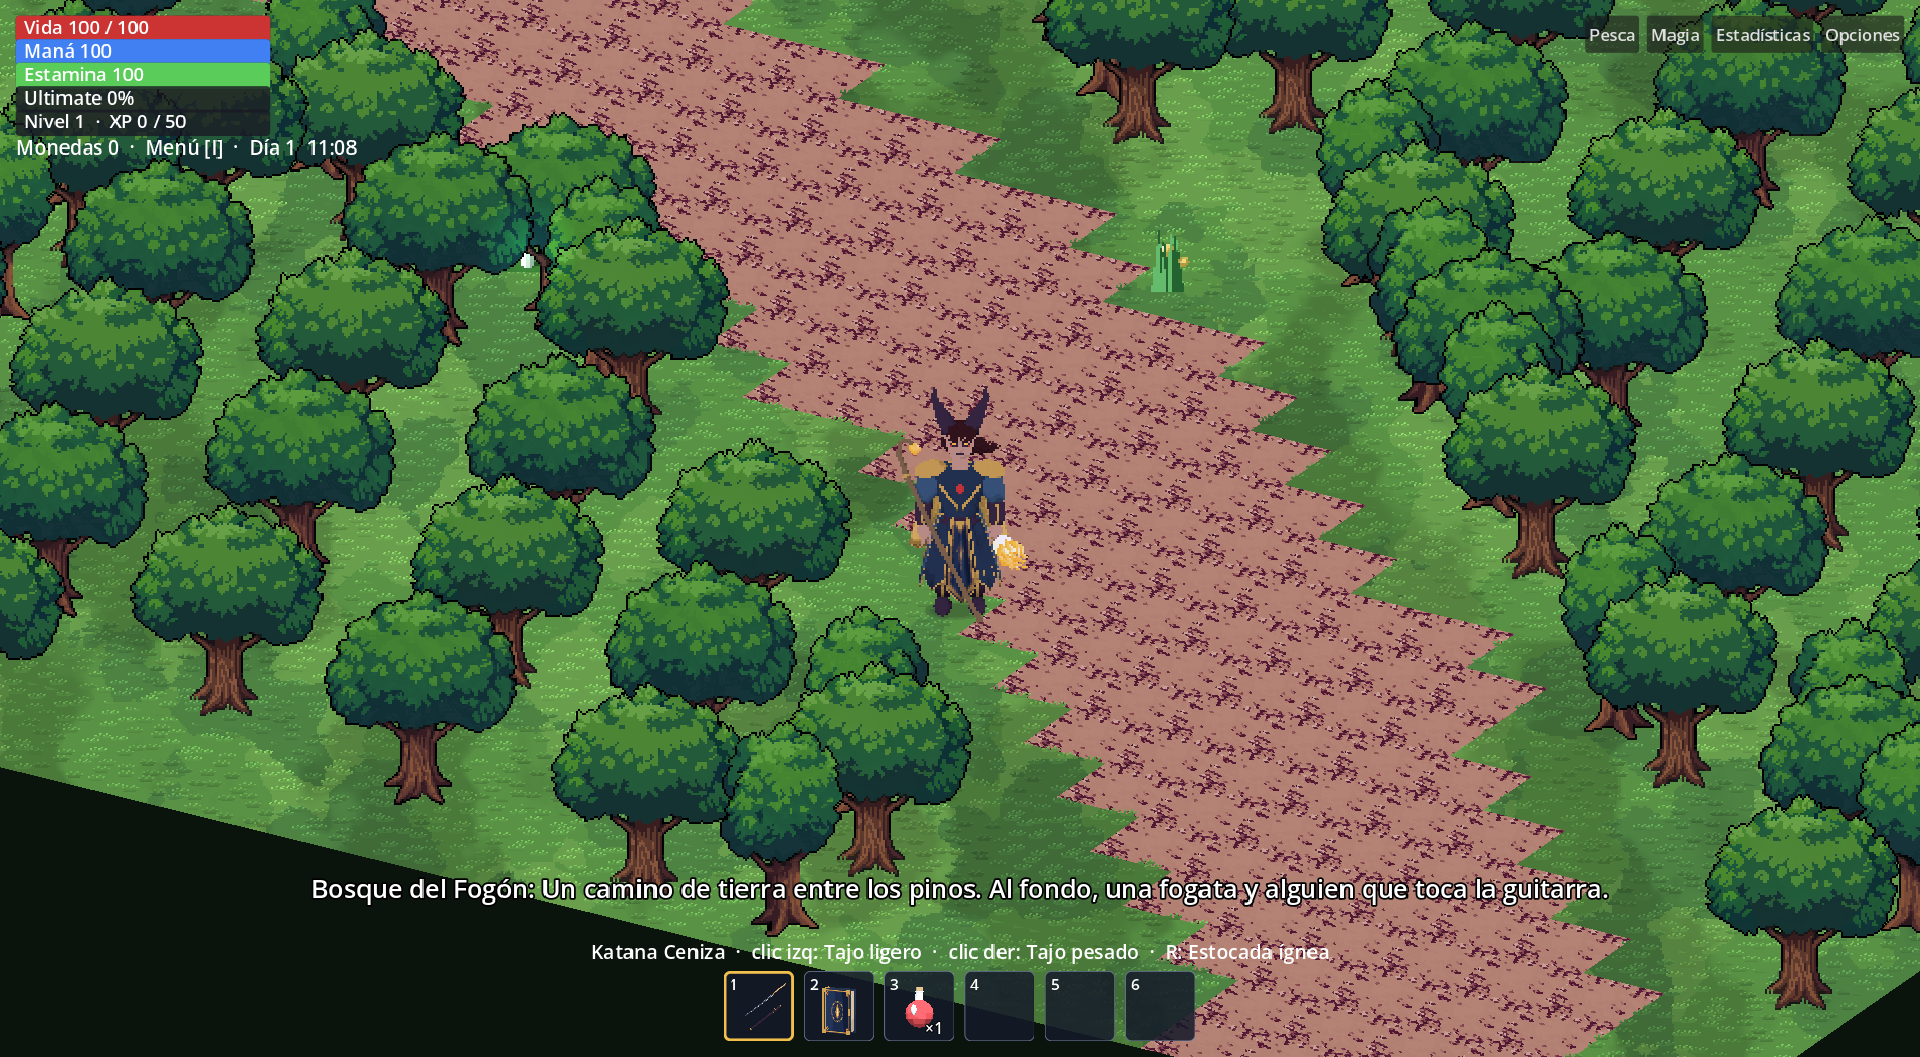 Vida 100 / 100
Maná 100
Estamina 100
Ultimate 0%
Nivel 1 · XP 0 / 50
Monedas 0 · Menú [I] · Día 1 11:08
Pesca Magia Estadísticas Opciones
Bosque del Fogón: Un camino de tierra entre los pinos. Al fondo, una fogata y alguien que toca la guitarra.
Katana Ceniza · clic izq: Tajo ligero · clic der: Tajo pesado · R: Estocada ígnea
1 2 3 4 5 6
×1